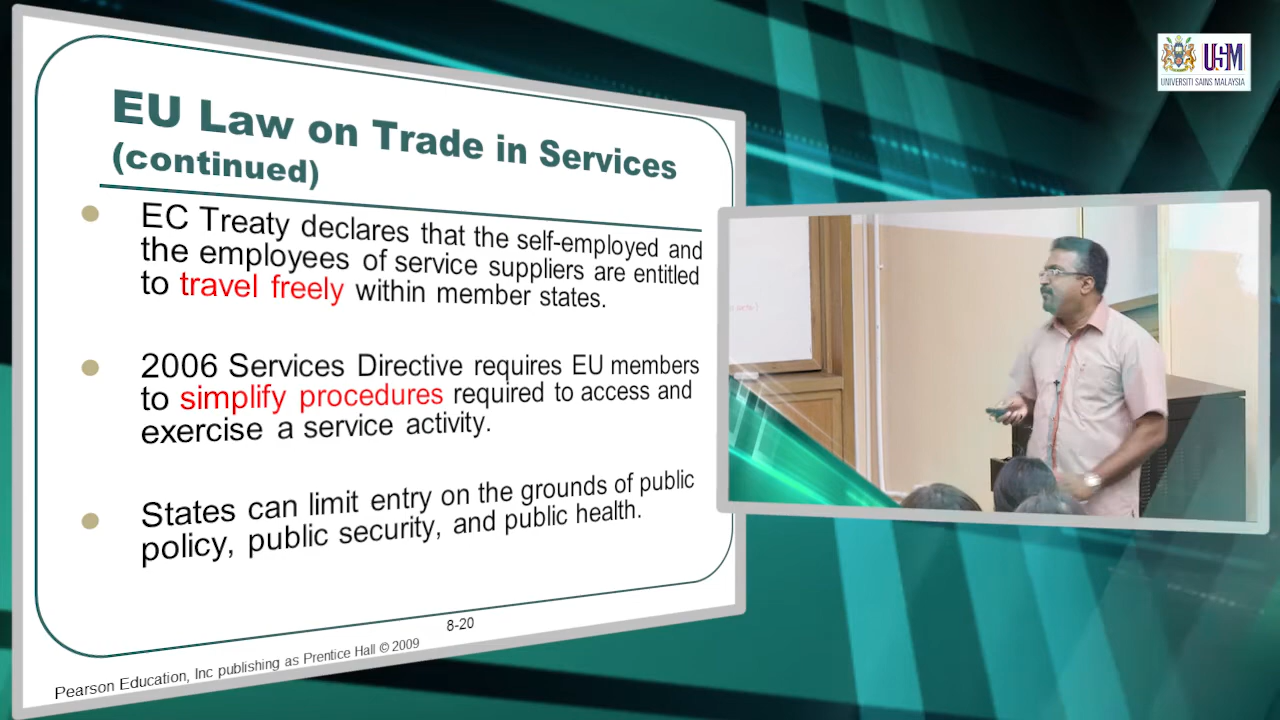 EU Law on Trade in Services
(continued)
EC Treaty declares that the self-employed and
the employees of service suppliers are entitled
to travel freely within member states.
2006 Services Directive requires EU members
to simplify procedures required to access and
exercise a service activity.
States can limit entry on the grounds of public
policy, public security, and public health.
8-20
Pearson Education, Inc publishing as Prentice Hall © 2009
USM
UNIVERSITI SAINS MALAYSIA